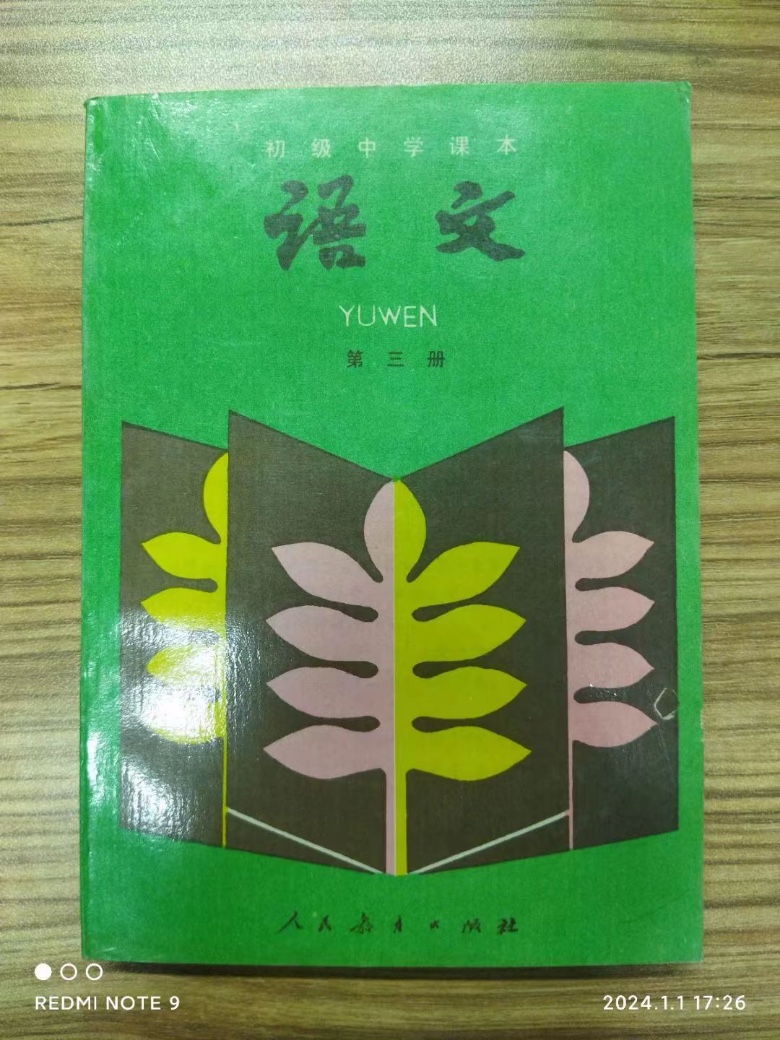 初级中学课本
语文
YUWEN
第三册
人民教育出版社
REDMI NOTE 9
2024.1.1 17:26